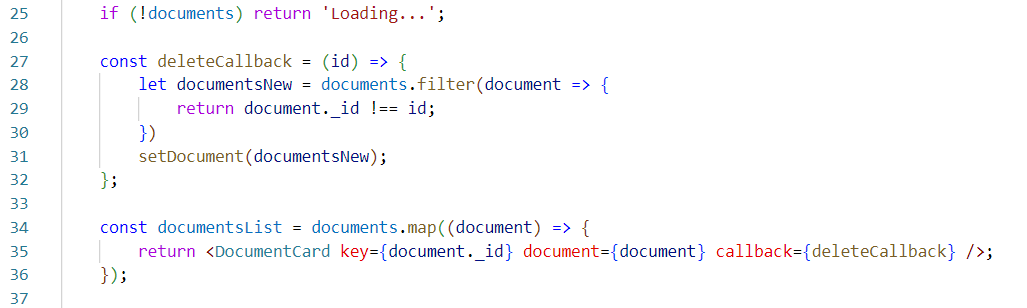 25 if (!documents) return 'Loading...';
26
27 const deleteCallback = (id) => {
28 let documentsNew = documents.filter(document => {
29 return document._id !== id;
30 })
31 setDocument(documentsNew);
32 };
33
34 const documentsList = documents.map((document) => {
35 return <DocumentCard key={document._id} document={document} callback={deleteCallback} />;
36 });
37